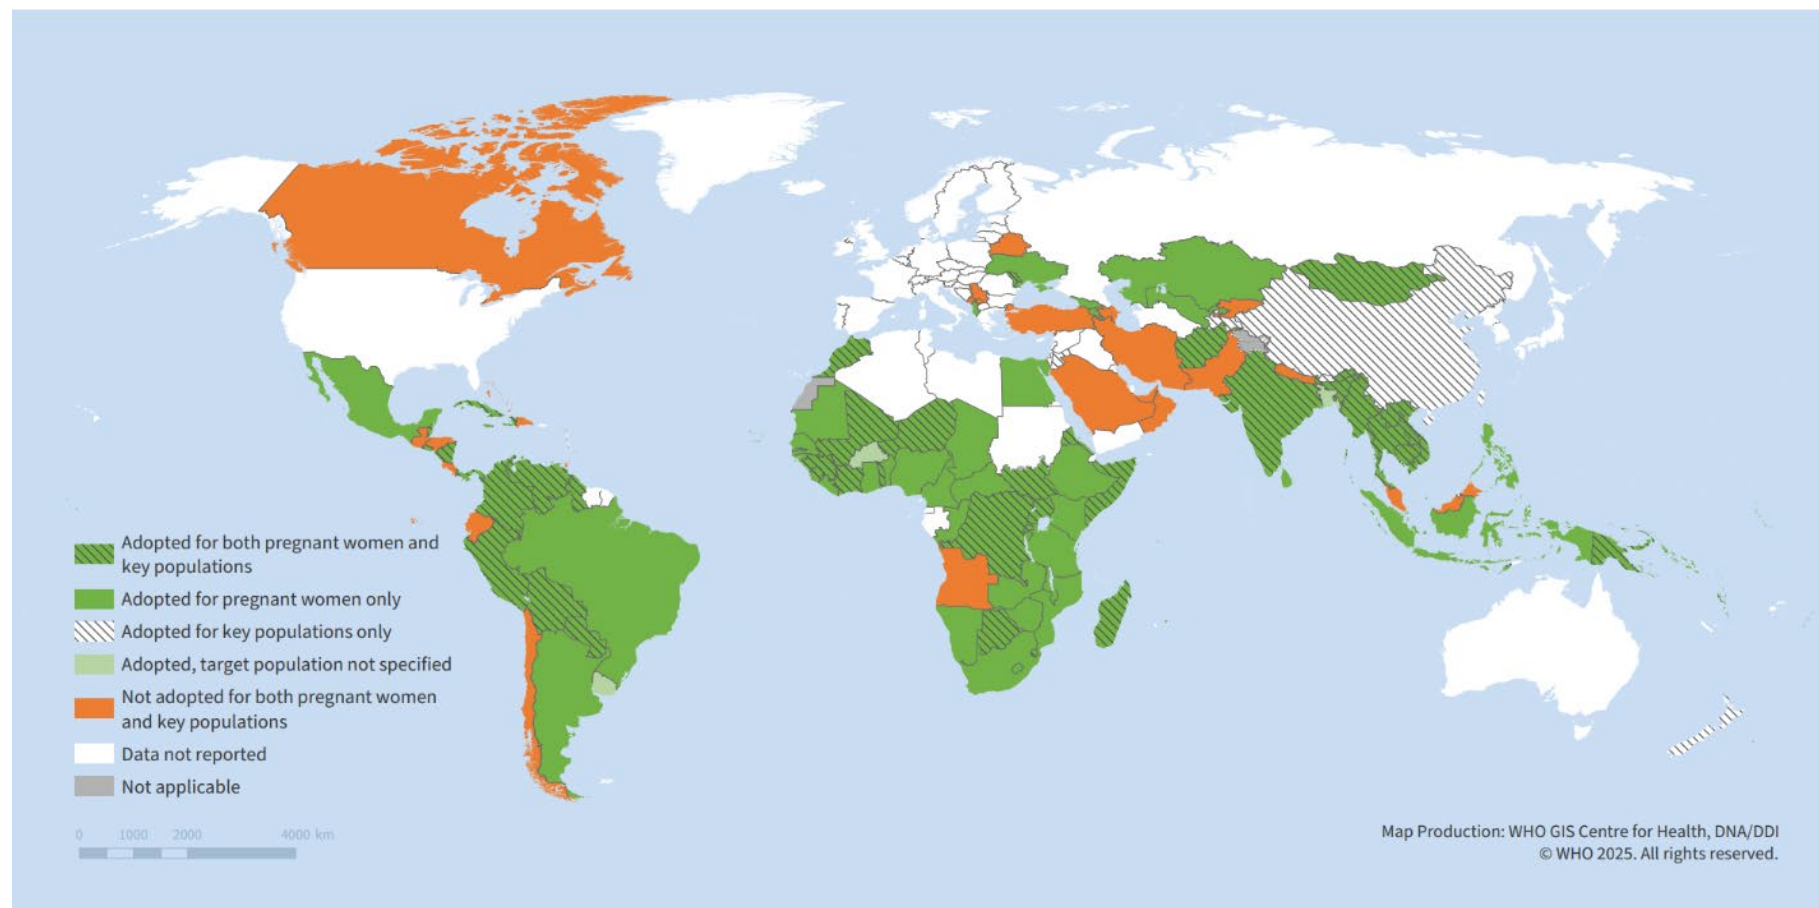 Adopted for both pregnant women and
key populations
Adopted for pregnant women only
Adopted for key populations only
Adopted, target population not specified
Not adopted for both pregnant women
and key populations
Data not reported
Not applicable
0 1000 2000 4000 km
Map Production: WHO GIS Centre for Health, DNA/DDI
© WHO 2025. All rights reserved.